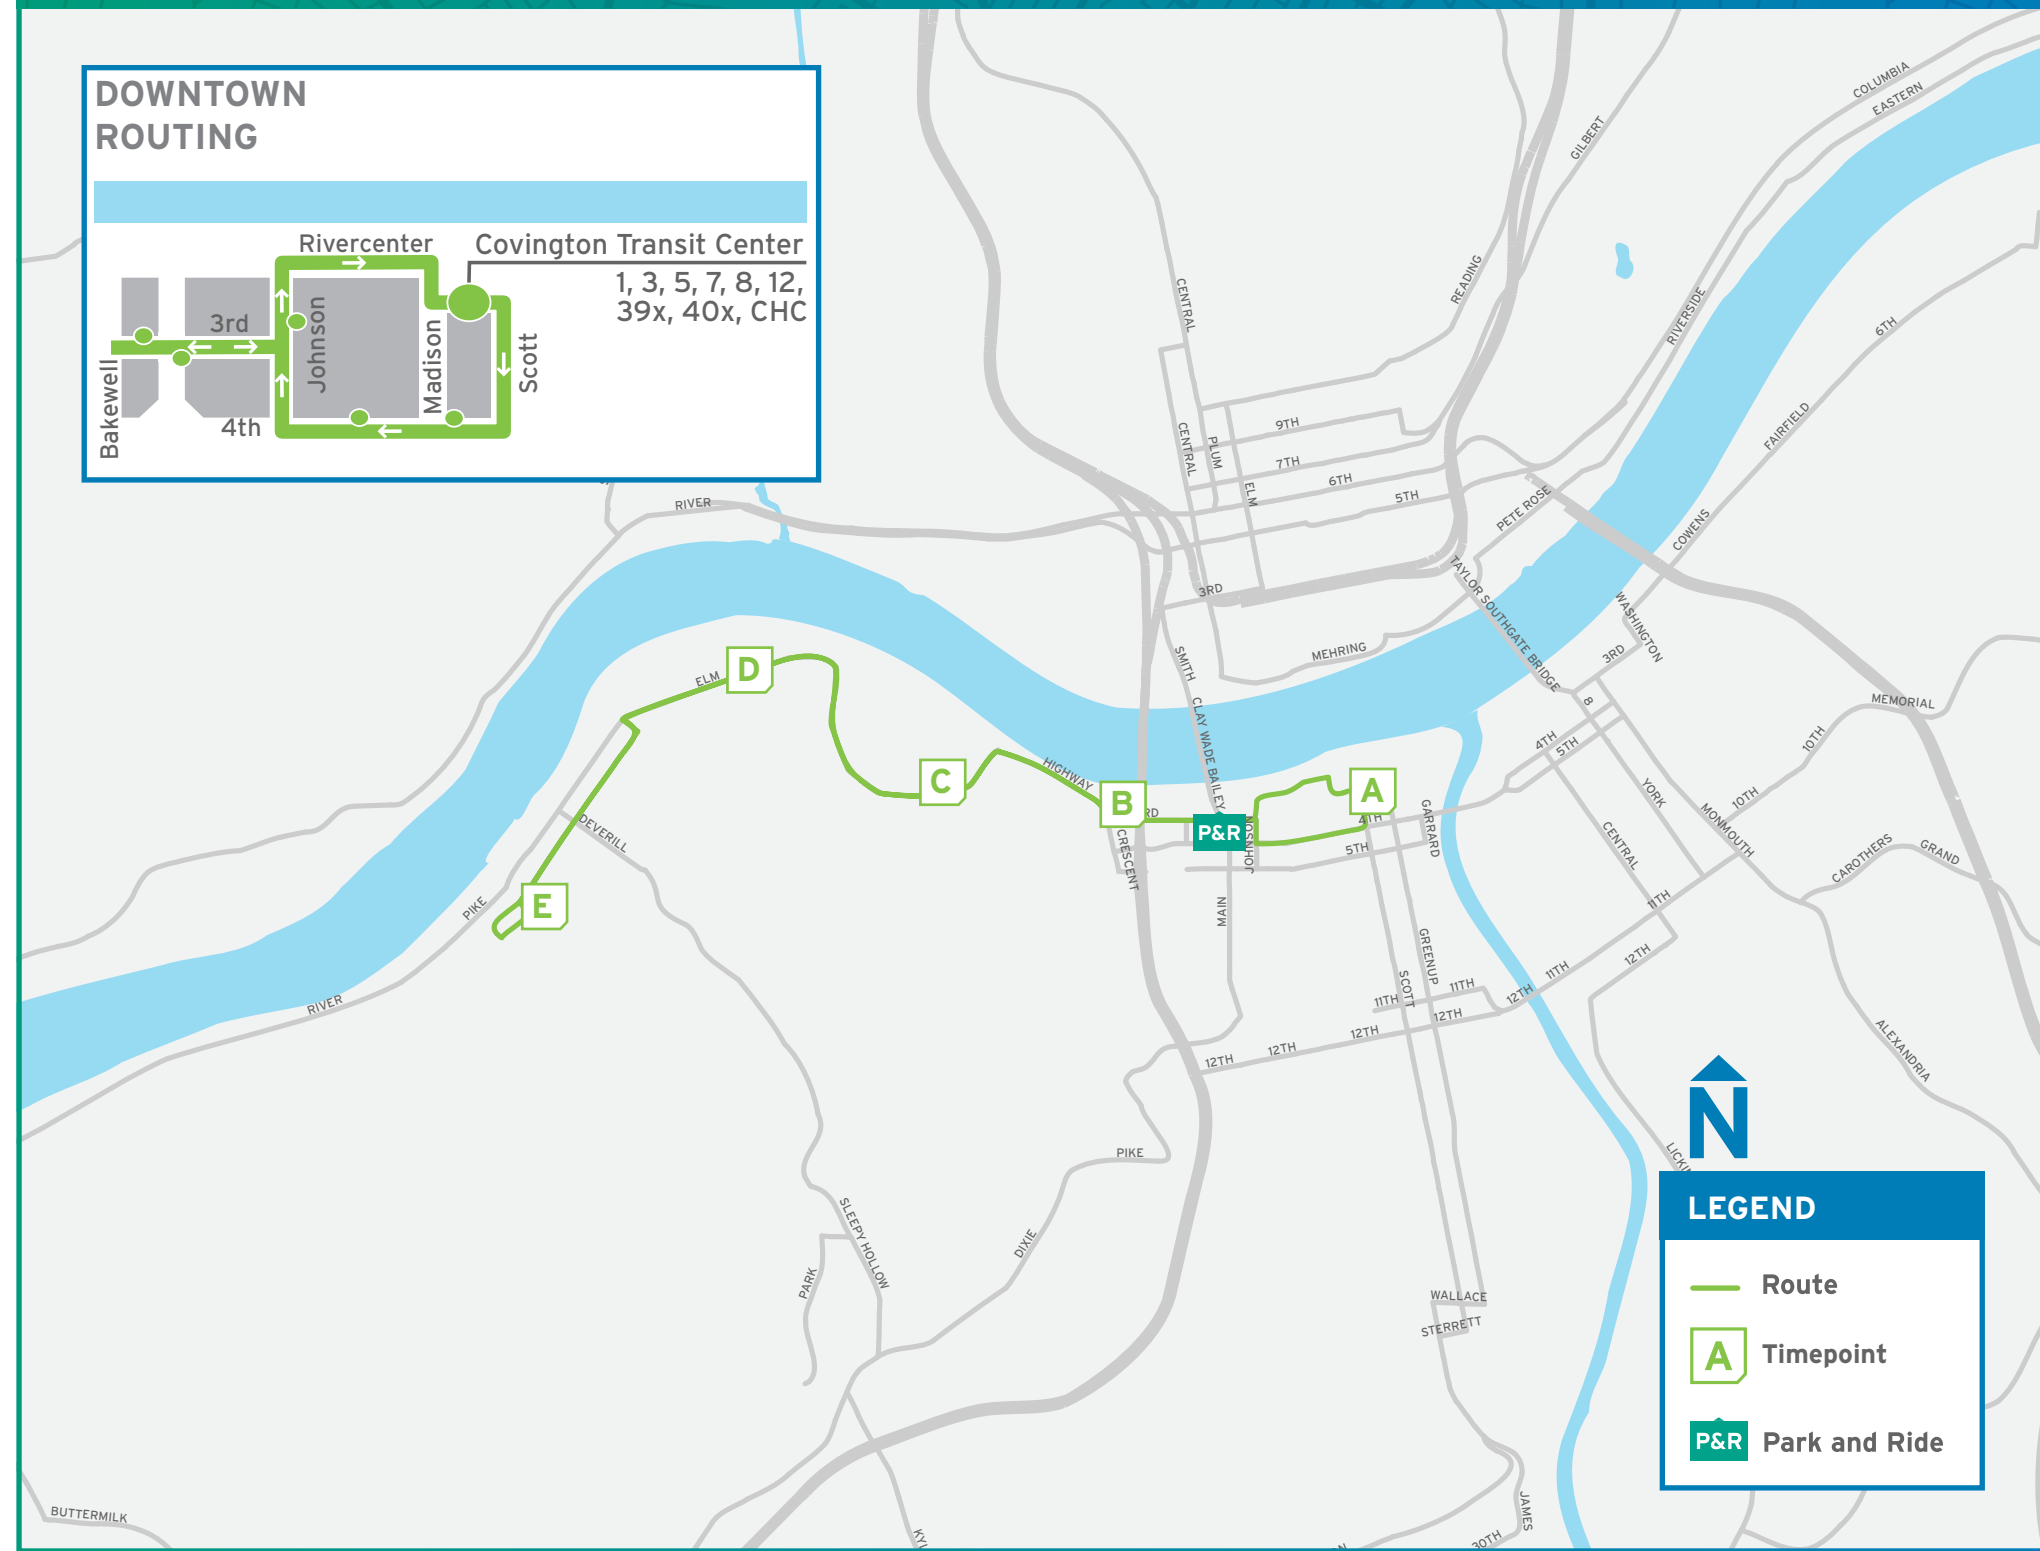 DOWNTOWN
ROUTING
Rivercenter
Covington Transit Center
1, 3, 5, 7, 8, 12,
39x, 40x, CHC
3rd
Johnson
Madison
Scott
Bakewell
4th
COLUMBIA
EASTERN
GILBERT
READING
RIVERSIDE
6TH
CENTRAL
FAIRFIELD
9TH
CENTRAL
PLUM
7TH
6TH
ELM
5TH
RIVER
PETE ROSE
COWENS
3RD
TAYLOR SOUTHGATE BRIDGE
WASHINGTON
SMITH
MEHRING
3RD
D
ELM
CLAY WADE BAILEY
8
MEMORIAL
4TH
5TH
10TH
HIGHWAY
C
A
B
YORK
10TH
RD
P&R
4TH
GARRARD
MONMOUTH
JOHNSON
5TH
CENTRAL
CAROTHERS
GRAND
DEVERILL
CRESCENT
PIKE
E
MAIN
11TH
GREENUP
12TH
11TH
SCOTT
11TH
11TH
12TH
RIVER
12TH
12TH
12TH
12TH
ALEXANDRIA
N
PIKE
LEGEND
SLEEPY HOLLOW
DIXIE
PARK
WALLACE
STERRETT
Route
A
Timepoint
P&R
Park and Ride
BUTTERMILK
JAMES
30TH